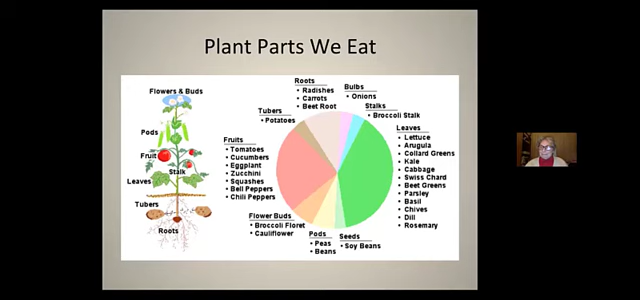 Plant Parts We Eat
Flowers & Buds
Pods
Fruit
Stalk
Leaves
Tubers
Roots
Roots
• Radishes
• Carrots
• Beet Root
Bulbs
• Onions
Stalks
• Broccoli Stalk
Leaves
• Lettuce
• Arugula
• Collard Greens
• Kale
• Cabbage
• Swiss Chard
• Beet Greens
• Parsley
• Basil
• Chives
• Dill
• Rosemary
Seeds
• Soy Beans
Pods
• Peas
• Beans
Flower Buds
• Broccoli Floret
• Cauliflower
Fruits
• Tomatoes
• Cucumbers
• Eggplant
• Zucchini
• Squashes
• Bell Peppers
• Chili Peppers
Tubers
• Potatoes